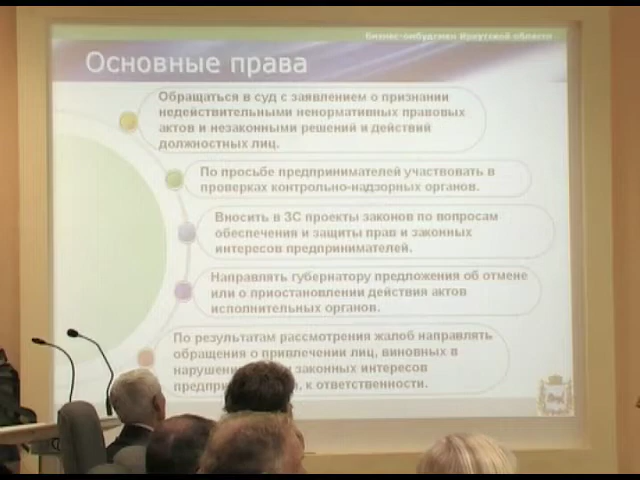 Бизнес-омбудсмен Иркутской области
Основные права
Обращаться в суд с заявлением о признании
недействительными ненормативных правовых
актов и незаконными решений и действий
должностных лиц.
По просьбе предпринимателей участвовать в
проверках контрольно-надзорных органов.
Вносить в ЗС проекты законов по вопросам
обеспечения и защиты прав и законных
интересов предпринимателей.
Направлять губернатору предложения об отмене
или о приостановлении действия актов
исполнительных органов.
По результатам рассмотрения жалоб направлять
обращения о привлечении лиц, виновных в
законных интересов
к ответственности.